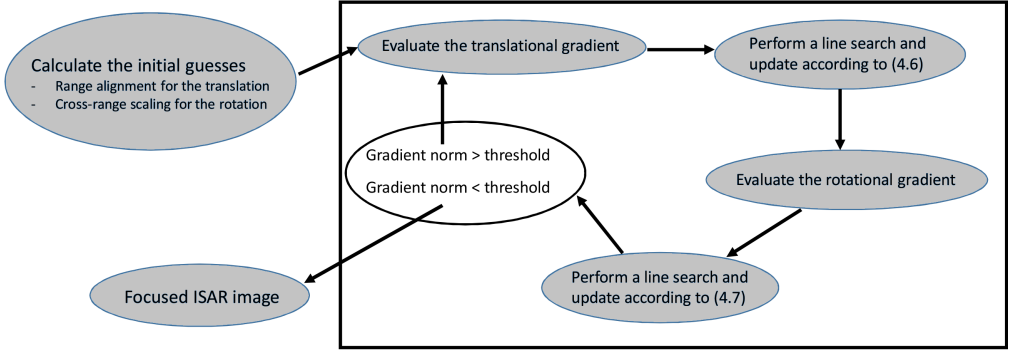 Calculate the initial guesses
- Range alignment for the translation
- Cross-range scaling for the rotation
Evaluate the translational gradient
Perform a line search and
update according to (4.6)
Evaluate the rotational gradient
Perform a line search and
update according to (4.7)
Gradient norm > threshold
Gradient norm < threshold
Focused ISAR image